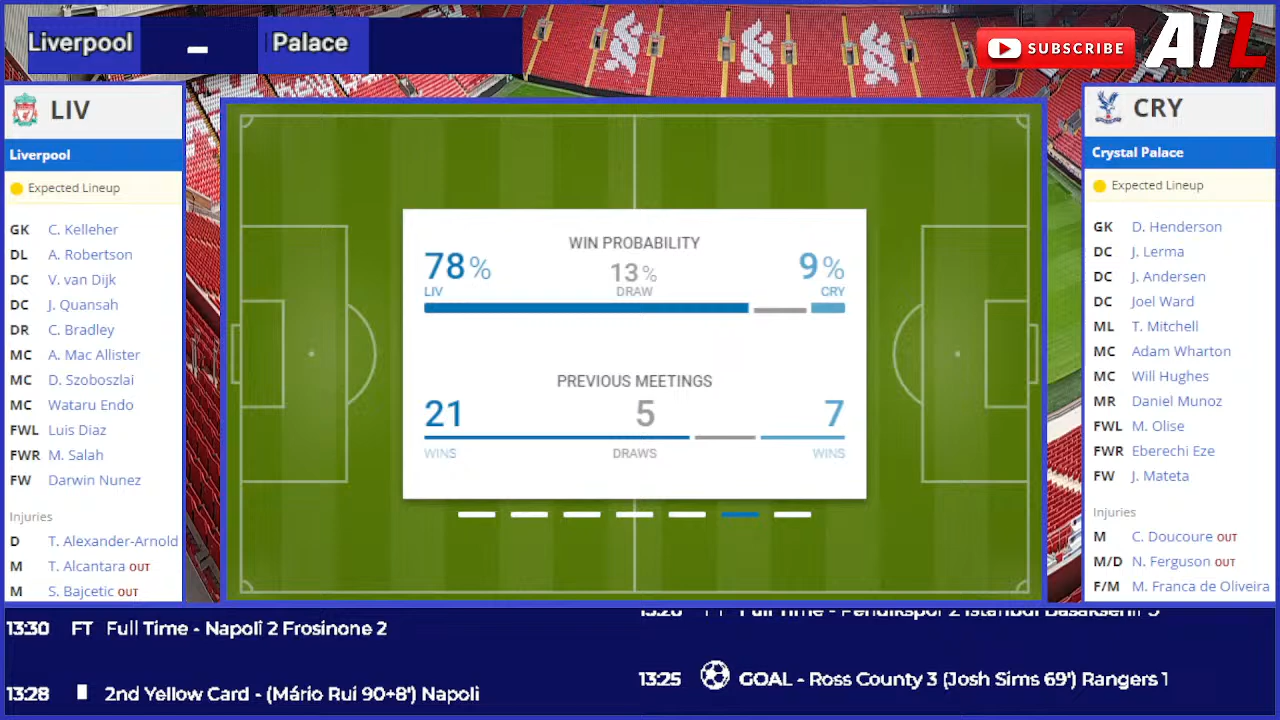 Liverpool - Palace
SUBSCRIBE
AIL
LIV
Liverpool
Expected Lineup
GK C. Kelleher
DL A. Robertson
DC V. van Dijk
DC J. Quansah
DR C. Bradley
MC A. Mac Allister
MC D. Szoboszlai
MC Wataru Endo
FWL Luis Diaz
FWR M. Salah
FW Darwin Nunez
Injuries
D T. Alexander-Arnold
M T. Alcantara OUT
M S. Bajcetic OUT
WIN PROBABILITY
78% 13% 9%
LIV DRAW CRY
PREVIOUS MEETINGS
21 5 7
WINS DRAWS WINS
CRY
Crystal Palace
Expected Lineup
GK D. Henderson
DC J. Lerma
DC J. Andersen
DC Joel Ward
ML T. Mitchell
MC Adam Wharton
MC Will Hughes
MR Daniel Munoz
FWL M. Olise
FWR Eberechi Eze
FW J. Mateta
Injuries
M C. Doucoure OUT
M/D N. Ferguson OUT
F/M M. Franca de Oliveira
13:30 FT Full Time - Napoli 2 Frosinone 2
13:28 2nd Yellow Card - (Mário Rui 90+8') Napoli
Full Time - Pendikspor 2 Istanbul Basaksehir
13:25 GOAL - Ross County 3 (Josh Sims 69') Rangers 1